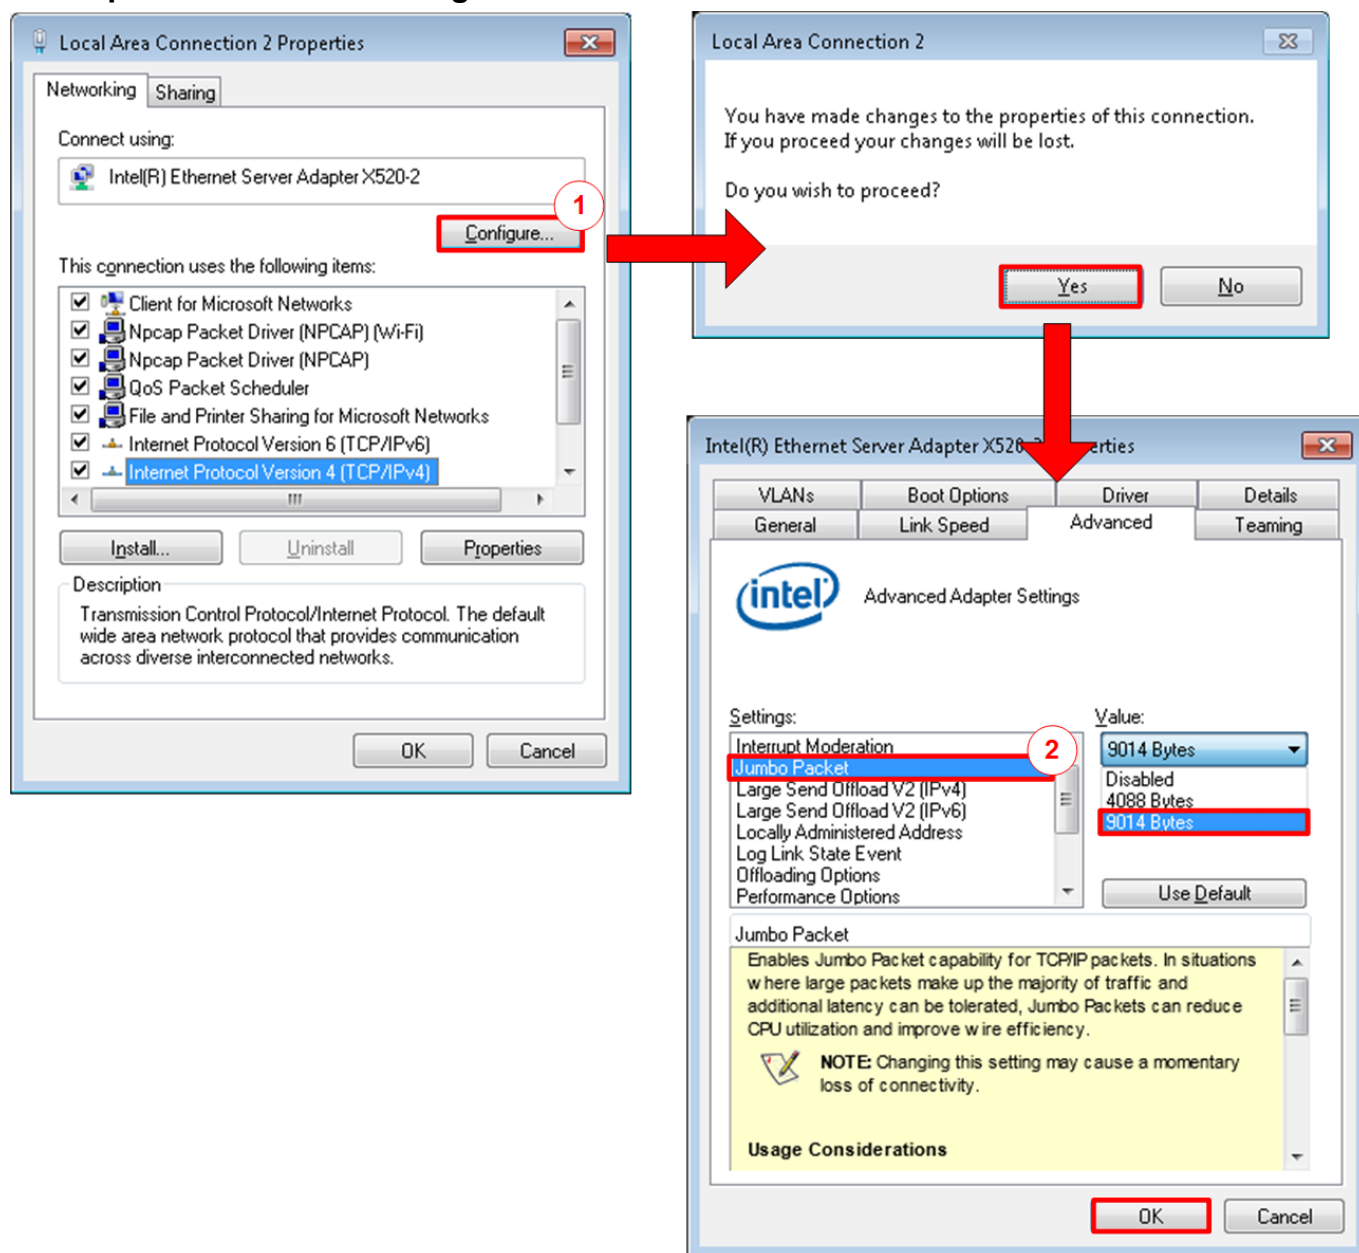 Local Area Connection 2 Properties
Networking
Sharing
Connect using:
Intel(R) Ethernet Server Adapter X520-2
1
Configure...
This connection uses the following items:
Client for Microsoft Networks
Npcap Packet Driver (NPCAP) (Wi-Fi)
Npcap Packet Driver (NPCAP)
QoS Packet Scheduler
File and Printer Sharing for Microsoft Networks
Internet Protocol Version 6 (TCP/IPv6)
Internet Protocol Version 4 (TCP/IPv4)
Install...
Uninstall
Properties
Description
Transmission Control Protocol/Internet Protocol. The default
wide area network protocol that provides communication
across diverse interconnected networks.
OK
Cancel
Local Area Connection 2
You have made changes to the properties of this connection.
If you proceed your changes will be lost.
Do you wish to proceed?
Yes
No
Intel(R) Ethernet Server Adapter X520-
VLANs
Boot Options
Driver
Details
General
Link Speed
Advanced
Teaming
intel
Advanced Adapter Settings
Settings:
Value:
Interrupt Moderation
2
9014 Bytes
Jumbo Packet
Large Send Offload V2 (IPv4)
Large Send Offload V2 (IPv6)
Locally Administered Address
Log Link State Event
Offloading Options
Performance Options
Disabled
4088 Bytes
9014 Bytes
Use Default
Jumbo Packet
Enables Jumbo Packet capability for TCP/IP packets. In situations
where large packets make up the majority of traffic and
additional latency can be tolerated, Jumbo Packets can reduce
CPU utilization and improve wire efficiency.
NOTE: Changing this setting may cause a momentary
loss of connectivity.
Usage Considerations
OK
Cancel